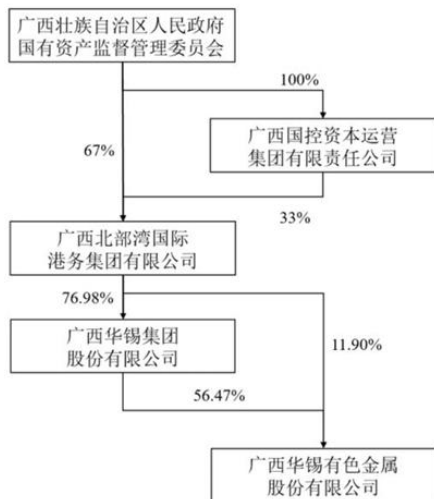 广西壮族自治区人民政府
国有资产监督管理委员会
100%
广西国控资本运营
集团有限责任公司
67%
33%
广西北部湾国际
港务集团有限公司
76.98%
广西华锡集团
股份有限公司
11.90%
56.47%
广西华锡有色金属
股份有限公司